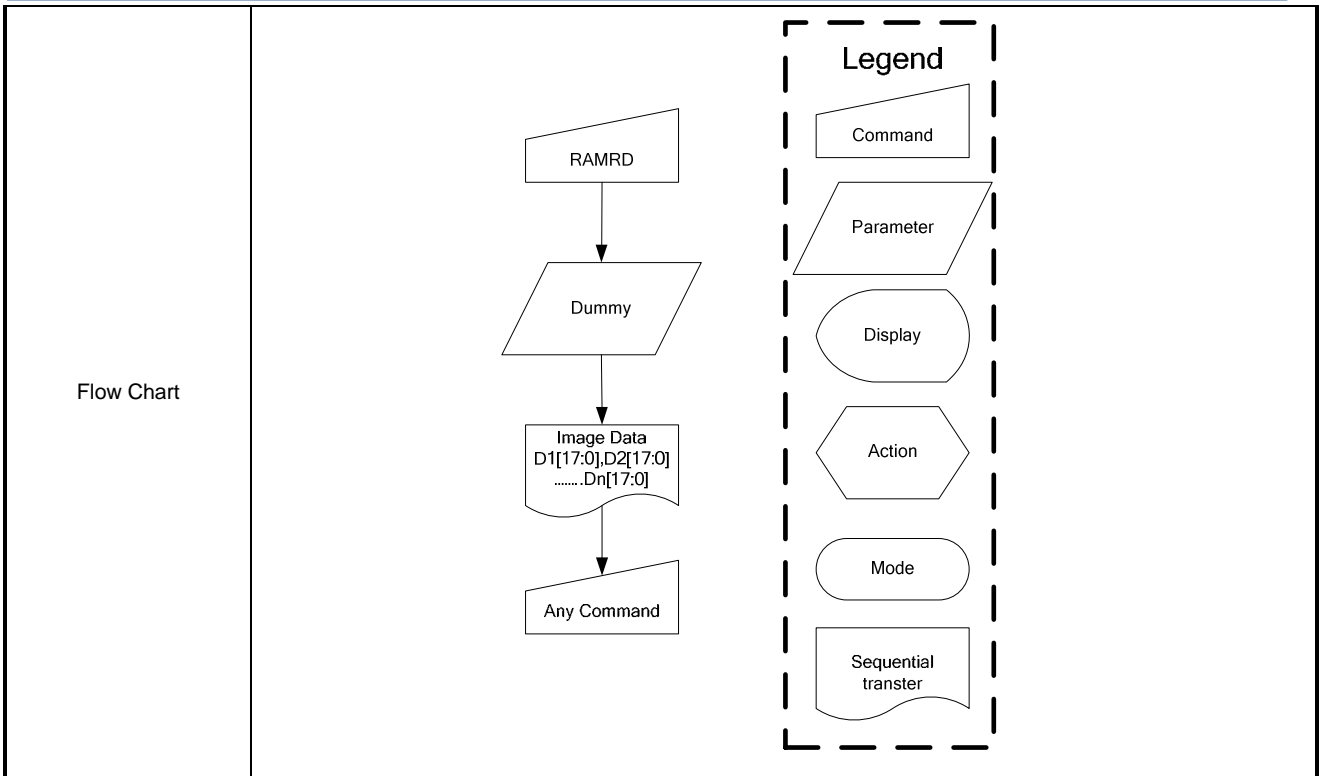 Flow Chart
RAMRD
Dummy
Image Data
D1[17:0],D2[17:0]
........Dn[17:0]
Any Command
Legend
Command
Parameter
Display
Action
Mode
Sequential
transter